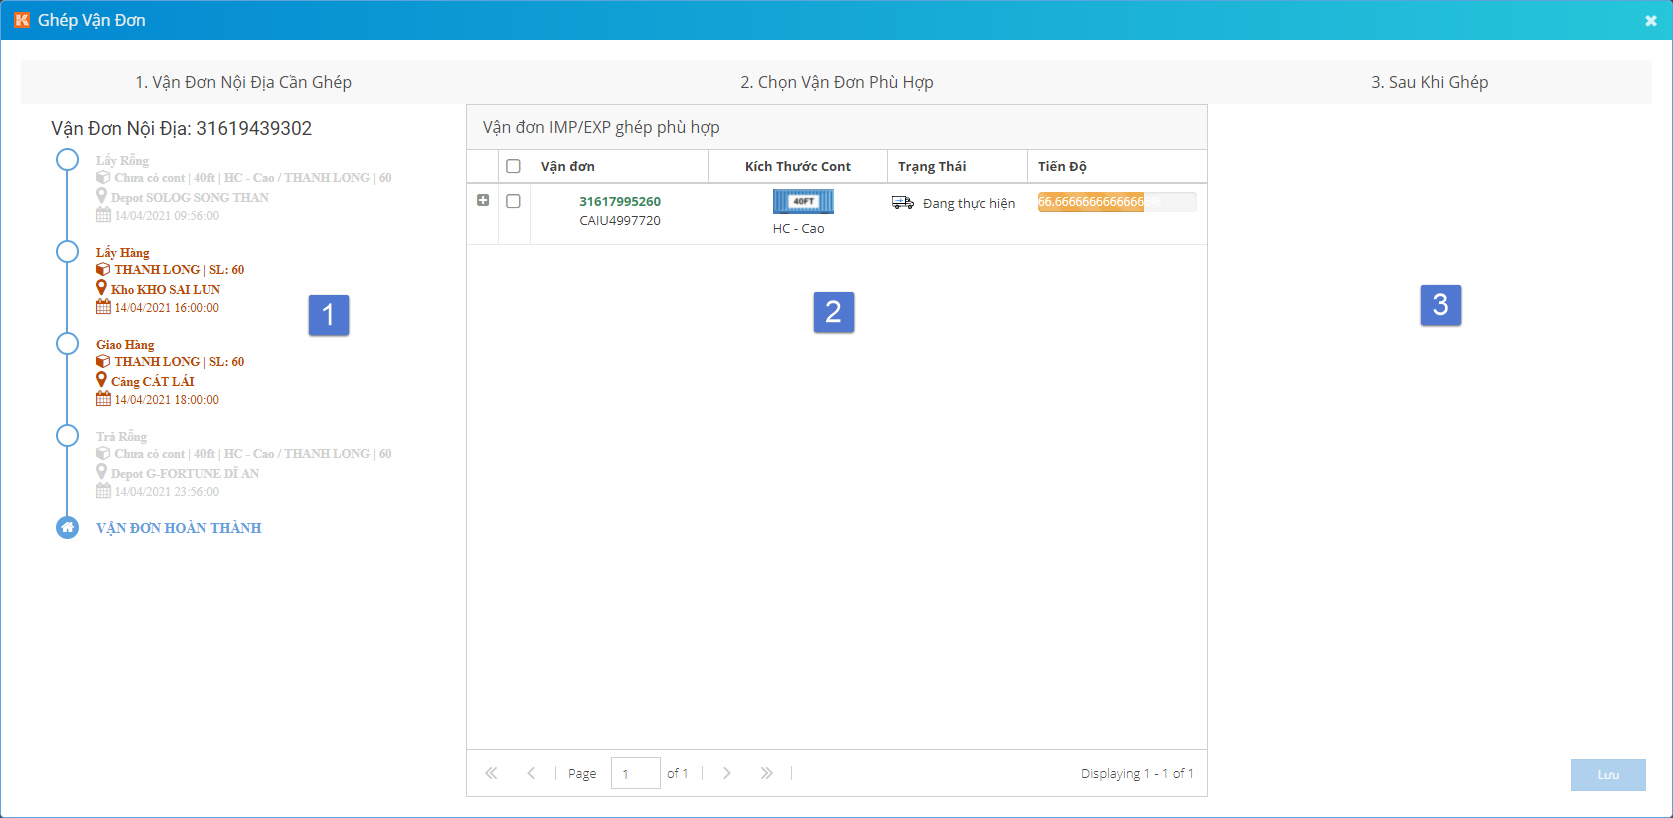 Ghép Vận Đơn
1. Vận Đơn Nội Địa Cần Ghép
2. Chọn Vận Đơn Phù Hợp
3. Sau Khi Ghép
Vận Đơn Nội Địa: 31619439302
Lấy Rỗng
Chưa có cont | 40ft | HC - Cao / THANH LONG | 60
Depot SOLOG SONG THAN
14/04/2021 09:56:00
Lấy Hàng
THANH LONG | SL: 60
Kho KHO SAI LUN
14/04/2021 16:00:00
1
Giao Hàng
THANH LONG | SL: 60
Cảng CÁT LÁI
14/04/2021 18:00:00
Trả Rỗng
Chưa có cont | 40ft | HC - Cao / THANH LONG | 60
Depot G-FORTUNE DĨ AN
14/04/2021 23:56:00
VẬN ĐƠN HOÀN THÀNH
Vận đơn IMP/EXP ghép phù hợp
Vận đơn
Kích Thước Cont
Trạng Thái
Tiến Độ
31617995260
CAIU4997720
40FT
HC - Cao
Đang thực hiện
66.66666666666666%
2
3
Page 1 of 1
Displaying 1 - 1 of 1
Lưu